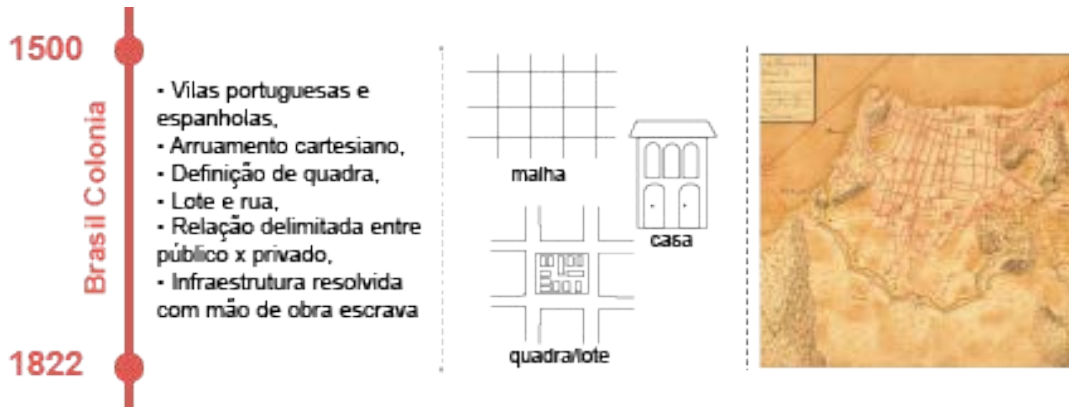 1500
Brasil Colonia
1822
• Vilas portuguesas e
espanholas,
• Arruamento cartesiano,
• Definição de quadra,
• Lote e rua,
• Relação delimitada entre
público x privado,
• Infraestrutura resolvida
com mão de obra escrava
malha
casa
quadra/lote